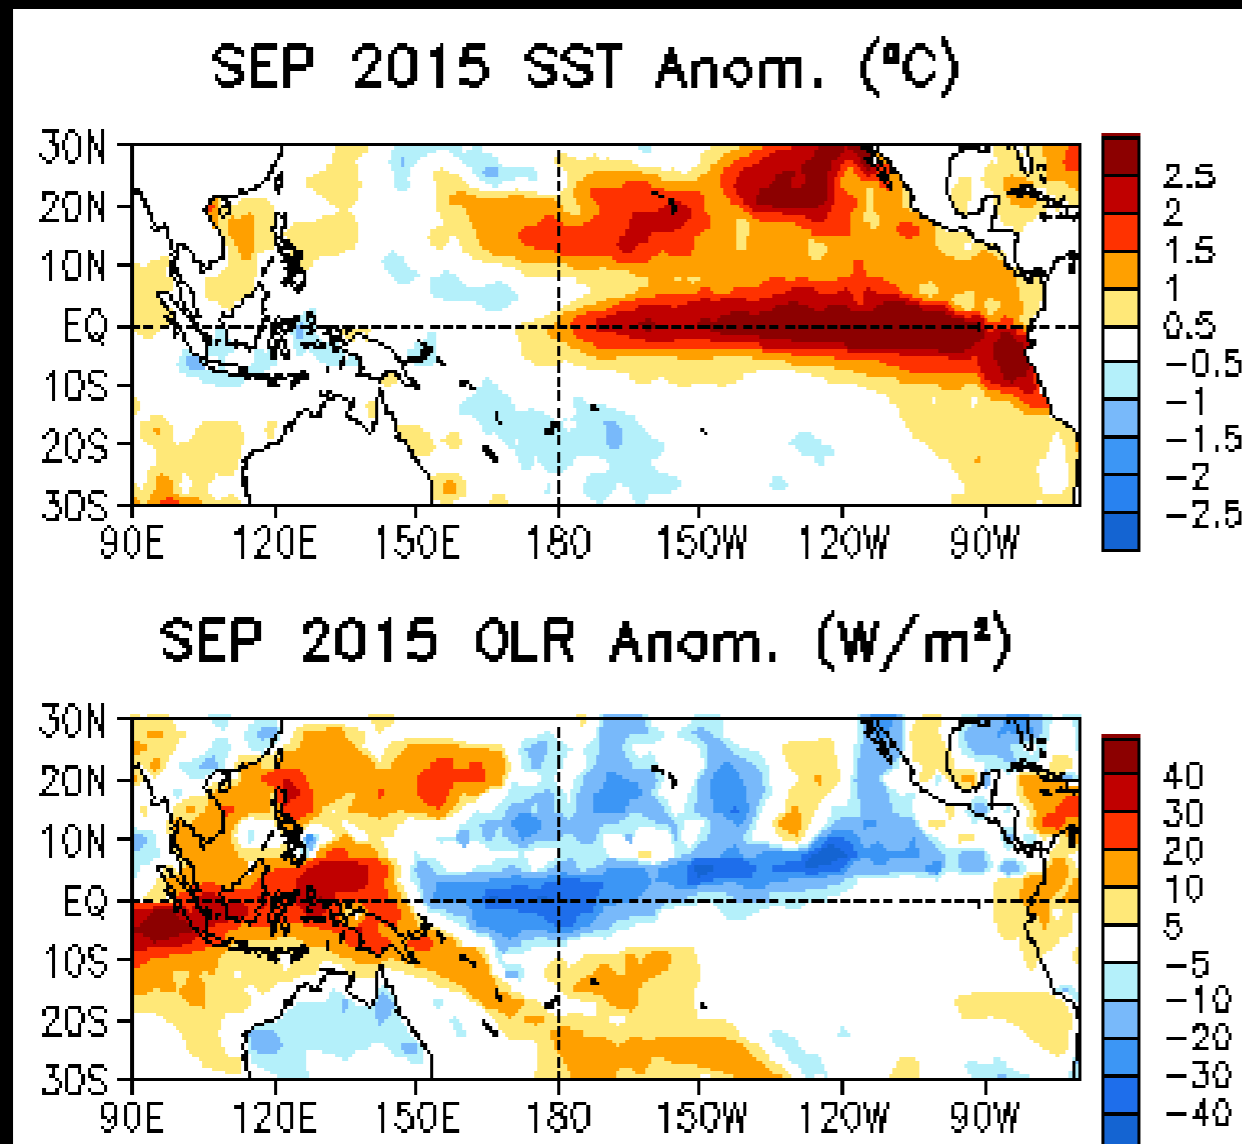 SEP 2015 SST Anom. (°C)
30N
20N
10N
EQ
10S
20S
30S
90E 120E 150E 180 150W 120W 90W
2.5
2
1.5
1
0.5
-0.5
-1
-1.5
-2
-2.5
SEP 2015 OLR Anom. (W/m²)
30N
20N
10N
EQ
10S
20S
30S
90E 120E 150E 180 150W 120W 90W
40
30
20
10
5
-5
-10
-20
-30
-40